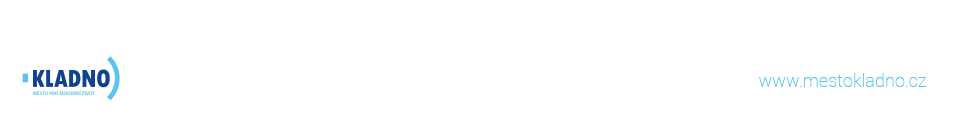 KLADNO
MĚSTO PRO MODERNÍ ŽIVOT
www.mestokladno.cz